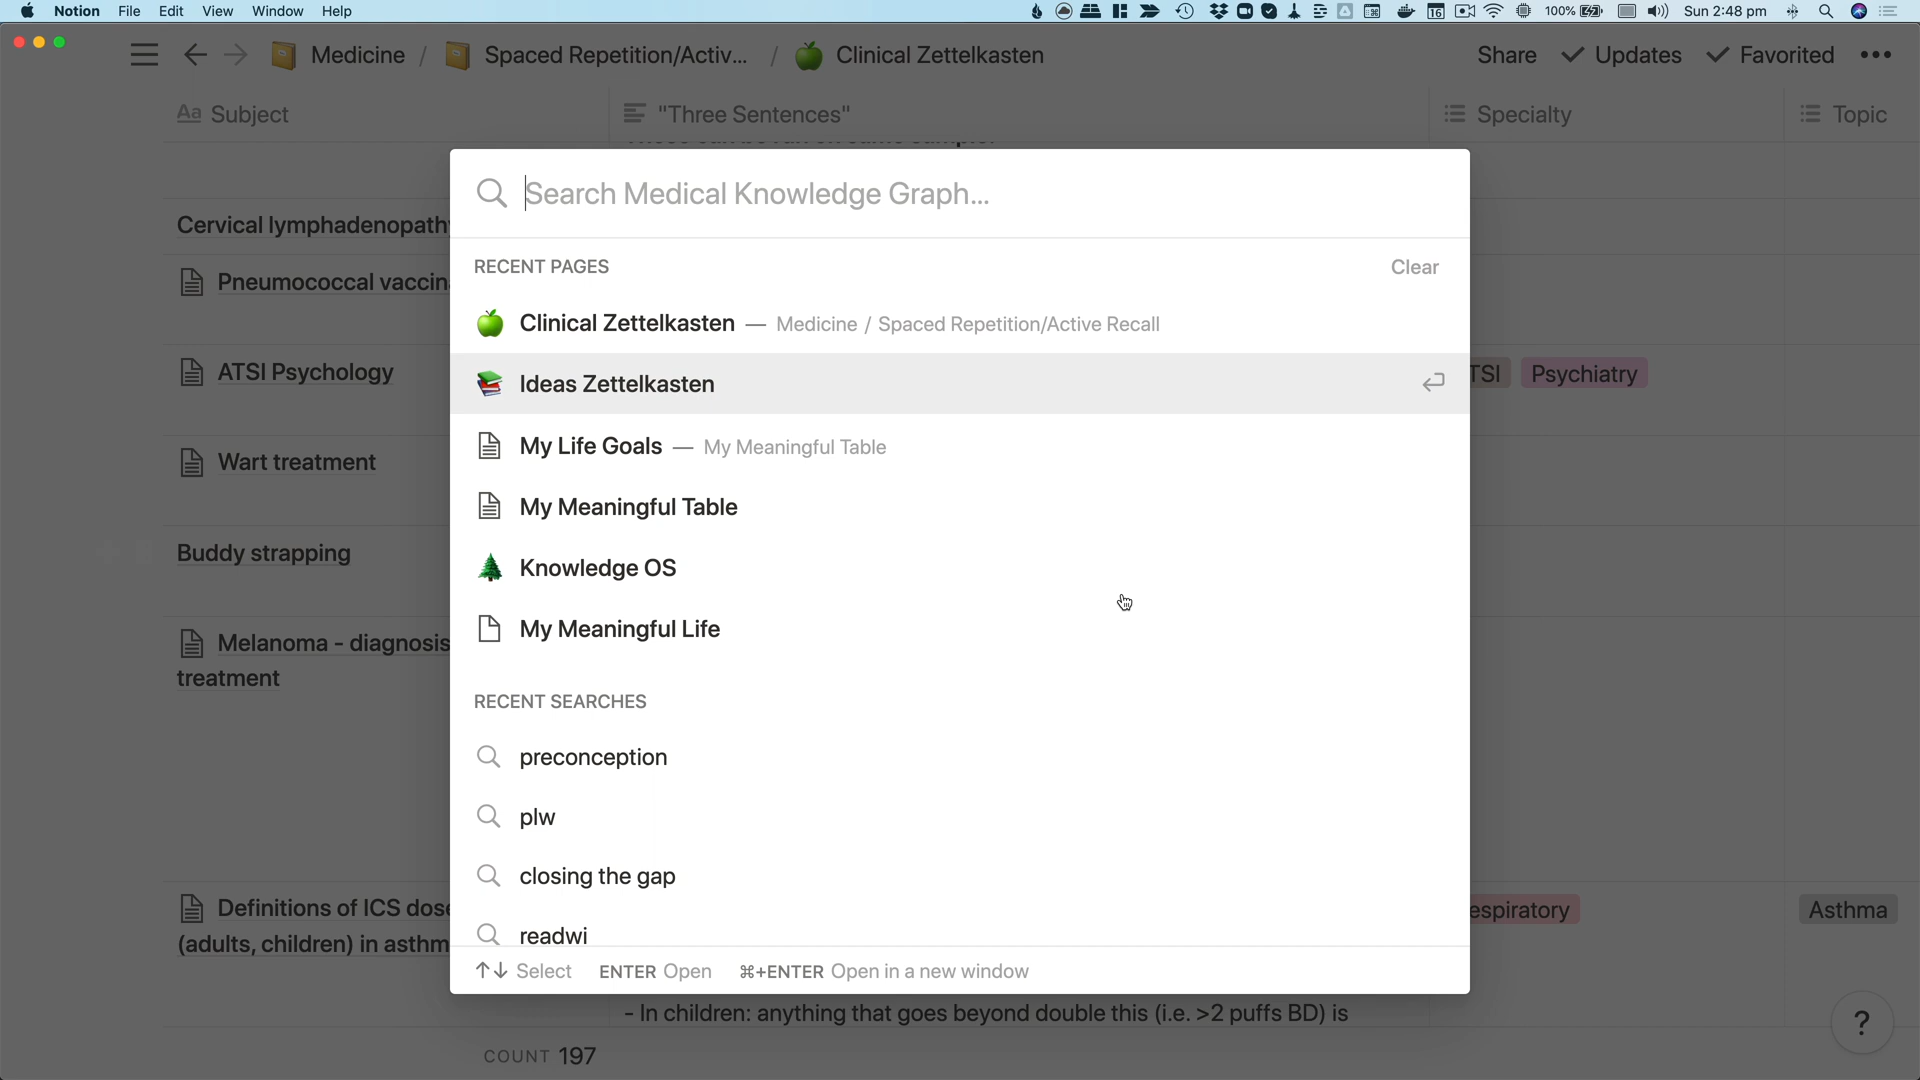 Notion File Edit View Window Help
16 100% Sun 2:48 pm
Medicine / Spaced Repetition/Activ... / Clinical Zettelkasten
Share Updates Favorited •••
Aa Subject "Three Sentences" Specialty Topic
Search Medical Knowledge Graph...
RECENT PAGES Clear
Clinical Zettelkasten — Medicine / Spaced Repetition/Active Recall
Ideas Zettelkasten
My Life Goals — My Meaningful Table
My Meaningful Table
Knowledge OS
My Meaningful Life
RECENT SEARCHES
preconception
plw
closing the gap
readwi
↑↓ Select ENTER Open ⌘+ENTER Open in a new window
Cervical lymphadenopathy
Pneumococcal vaccin
ATSI Psychology
TSI Psychiatry
Wart treatment
Buddy strapping
Melanoma - diagnosis
treatment
Definitions of ICS dose
(adults, children) in asthm
espiratory Asthma
- In children: anything that goes beyond double this (i.e. >2 puffs BD) is
COUNT 197
?